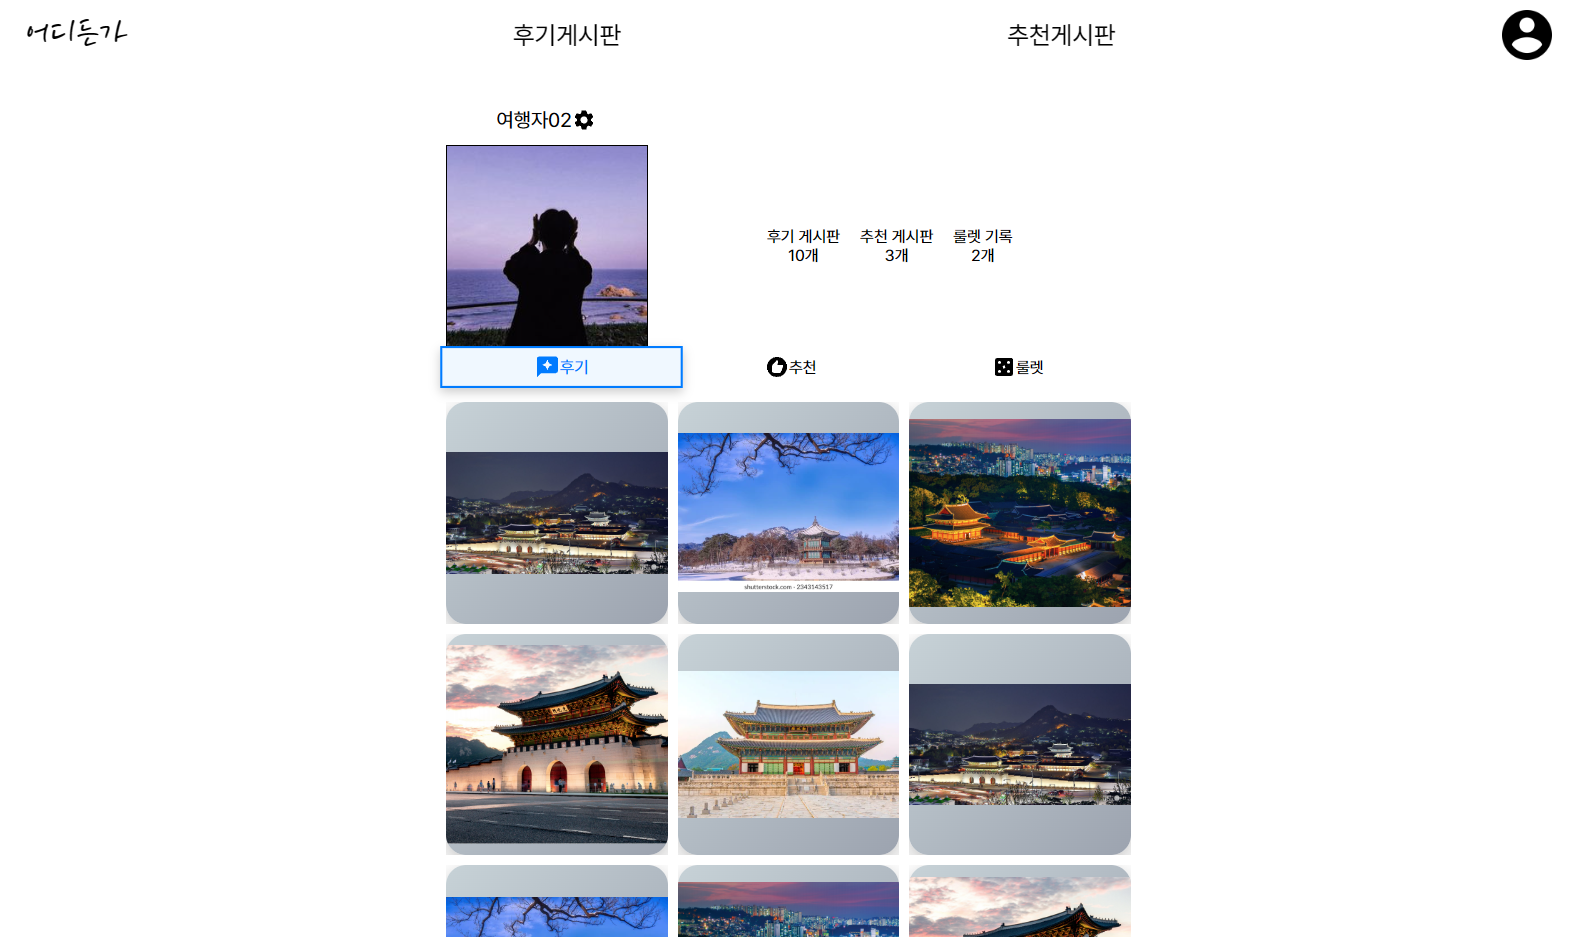 어디든가
후기게시판
추천게시판
여행자02
후기 게시판
10개
추천 게시판
3개
룰렛 기록
2개
후기
추천
룰렛
shutterstock.com · 2343143517